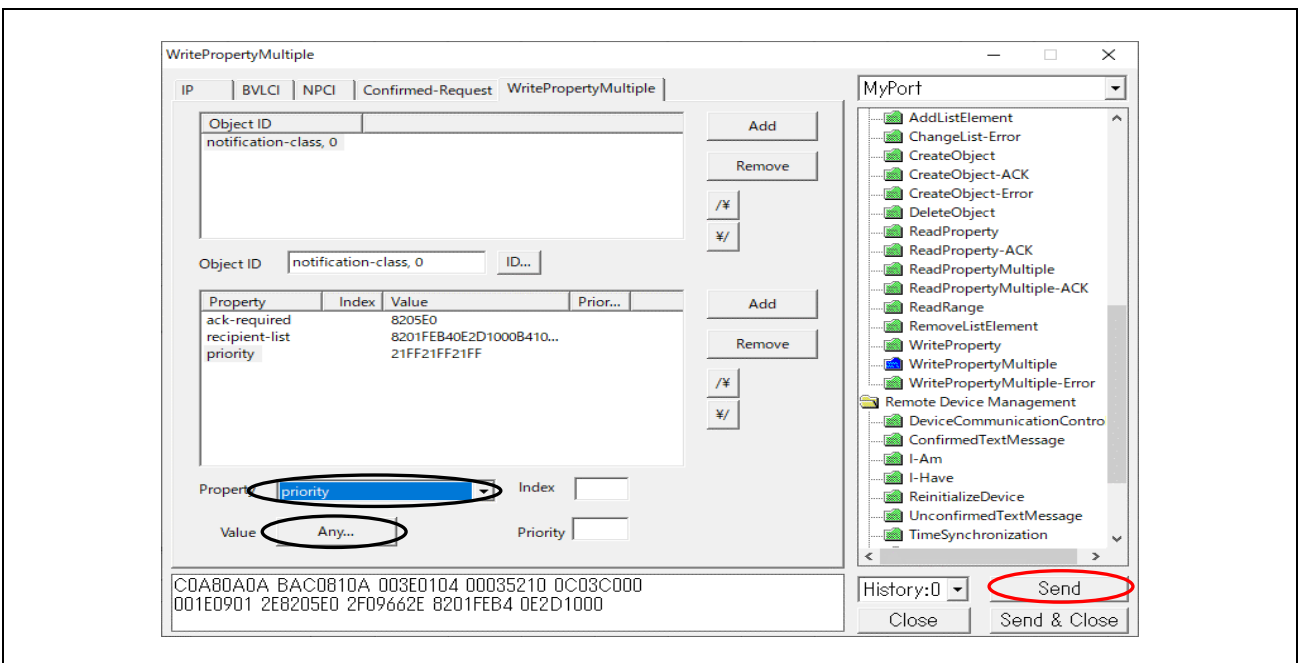 WritePropertyMultiple
IP BVLCI NPCI Confirmed-Request WritePropertyMultiple
Object ID
notification-class, 0
Add
Remove
/¥
¥/
Object ID notification-class, 0 ID...
Property Index Value Prior...
ack-required 8205E0
recipient-list 8201FEB40E2D1000B410...
priority 21FF21FF21FF
Add
Remove
/¥
¥/
Property priority Index
Value Any... Priority
C0A80A0A BAC0810A 003E0104 00035210 0C03C000
001E0901 2E8205E0 2F09662E 8201FEB4 0E2D1000
MyPort
AddListElement
ChangeList-Error
CreateObject
CreateObject-ACK
CreateObject-Error
DeleteObject
ReadProperty
ReadProperty-ACK
ReadPropertyMultiple
ReadPropertyMultiple-ACK
ReadRange
RemoveListElement
WriteProperty
WritePropertyMultiple
WritePropertyMultiple-Error
Remote Device Management
DeviceCommunicationContro
ConfirmedTextMessage
I-Am
I-Have
ReinitializeDevice
UnconfirmedTextMessage
TimeSynchronization
History:0 Send
Close Send & Close